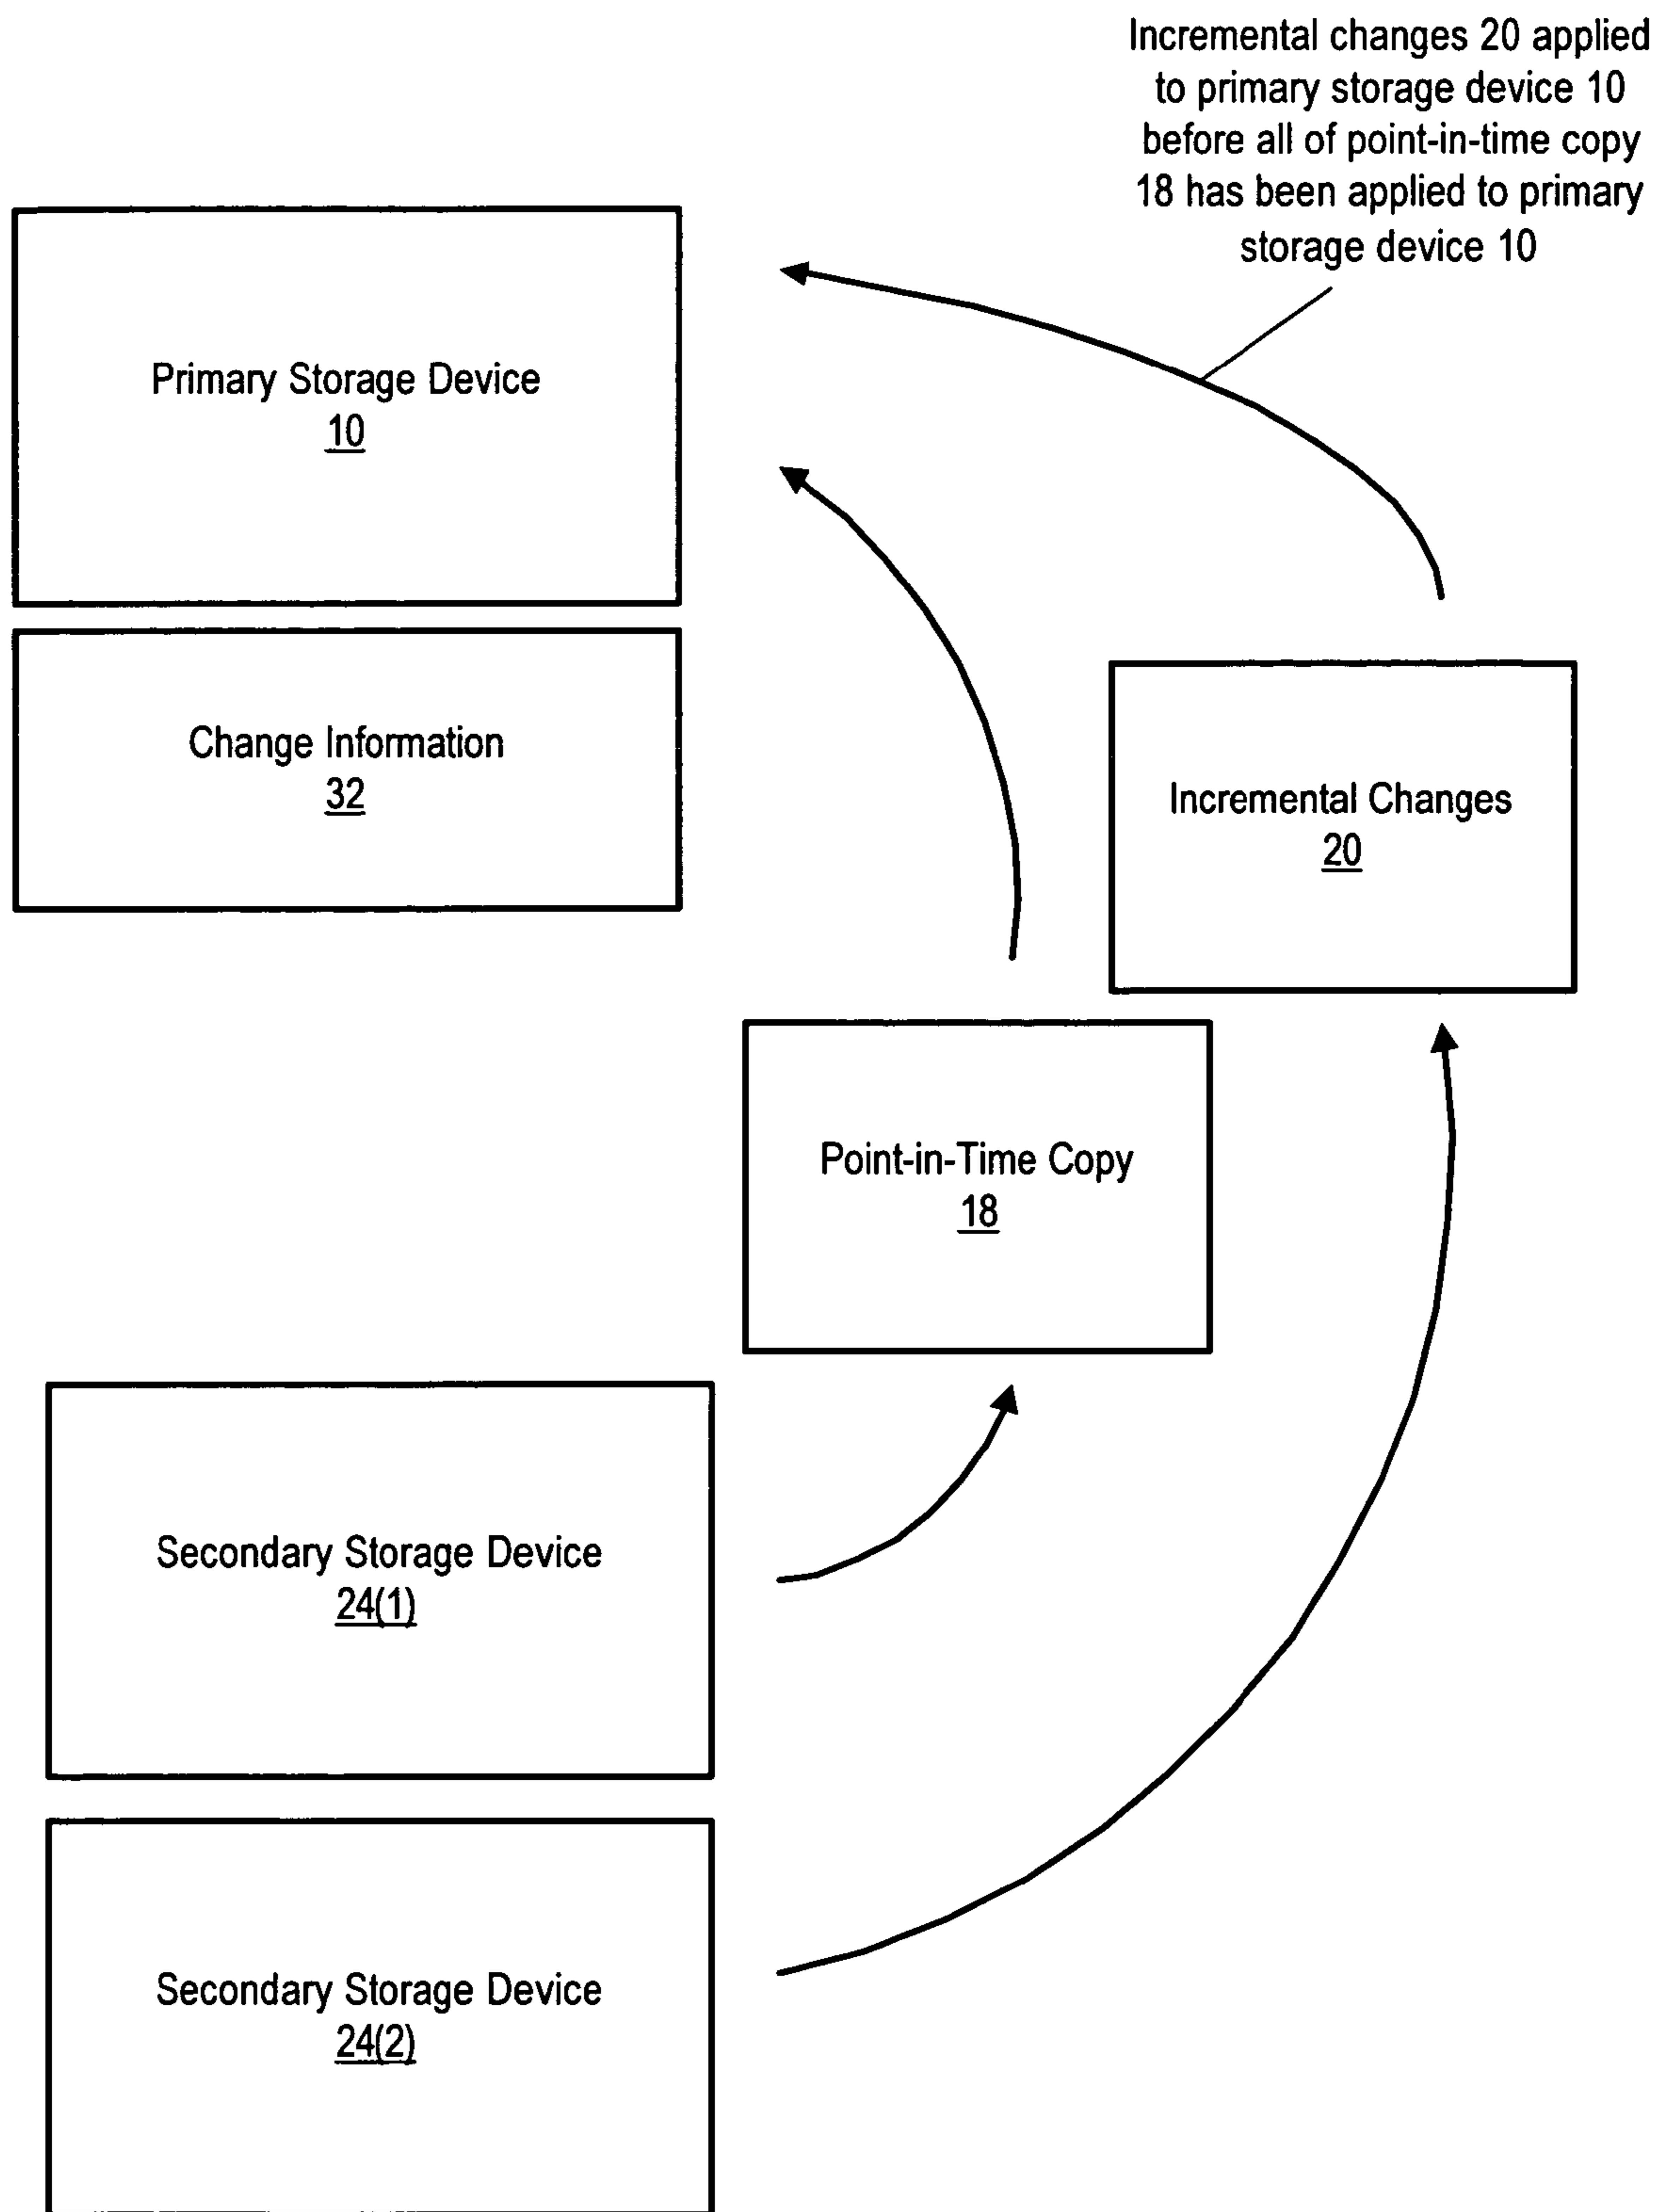 Incremental changes 20 applied
to primary storage device 10
before all of point-in-time copy
18 has been applied to primary
storage device 10
Primary Storage Device
10
Change Information
32
Incremental Changes
20
Point-in-Time Copy
18
Secondary Storage Device
24(1)
Secondary Storage Device
24(2)